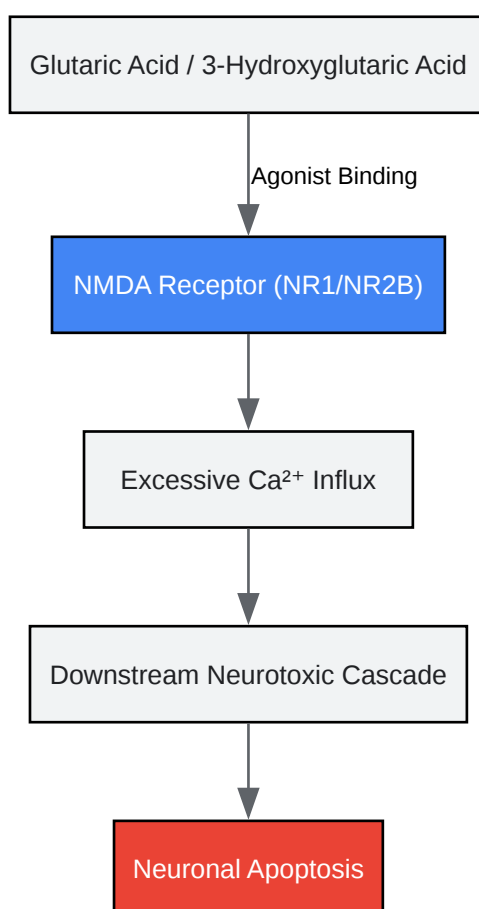 Glutaric Acid / 3-Hydroxyglutaric Acid
Agonist Binding
NMDA Receptor (NR1/NR2B)
Excessive Ca²⁺ Influx
Downstream Neurotoxic Cascade
Neuronal Apoptosis